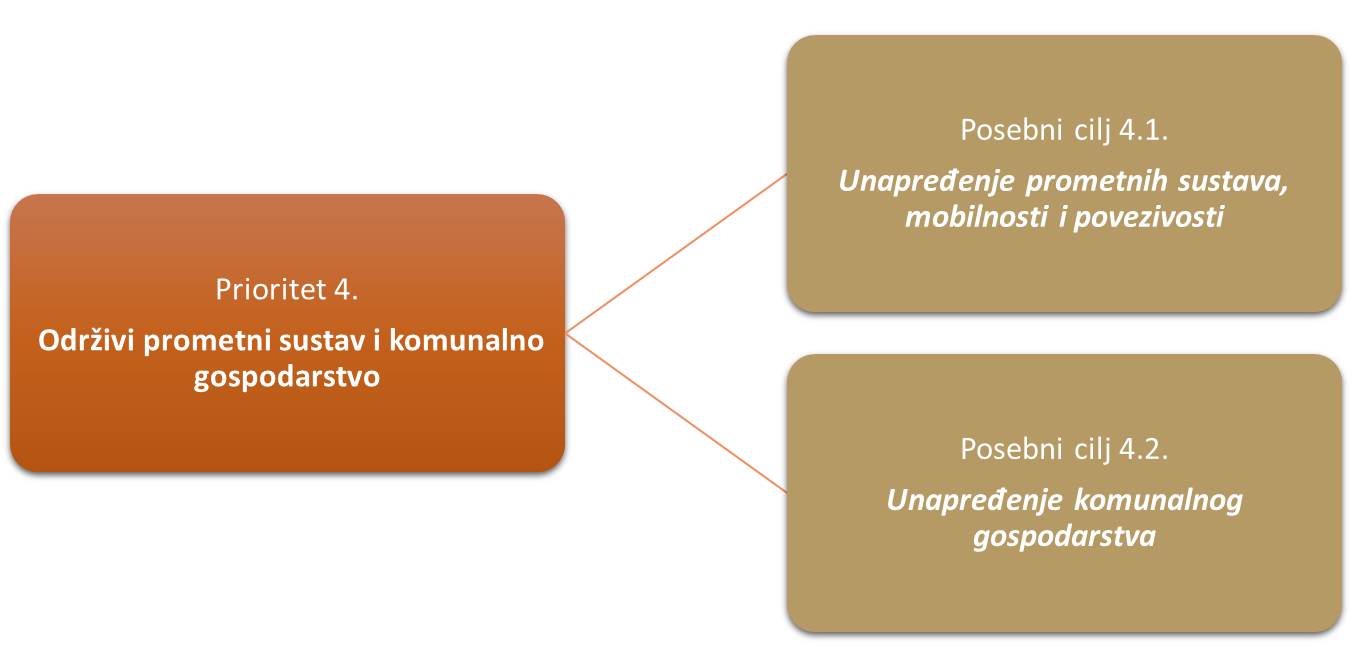 Prioritet 4.
Održivi prometni sustav i komunalno
gospodarstvo
Posebni cilj 4.1.
Unapređenje prometnih sustava,
mobilnosti i povezivosti
Posebni cilj 4.2.
Unapređenje komunalnog
gospodarstva